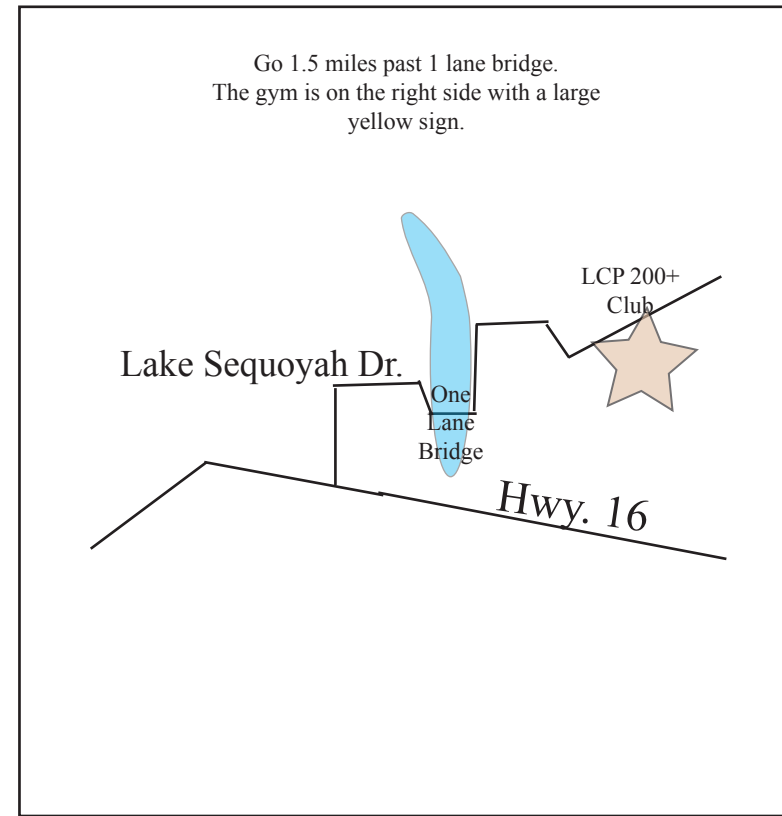 Go 1.5 miles past 1 lane bridge.
The gym is on the right side with a large
yellow sign.
LCP 200+
Club
Lake Sequoyah Dr.
One
Lane
Bridge
Hwy. 16